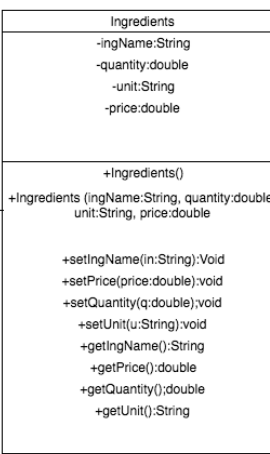 Ingredients
-ingName:String
-quantity:double
-unit:String
-price:double
+Ingredients()
+Ingredients (ingName:String, quantity:double
unit:String, price:double
+setIngName(in:String):Void
+setPrice(price:double):void
+setQuantity(q:double);void
+setUnit(u:String):void
+getIngName():String
+getPrice():double
+getQuantity();double
+getUnit():String